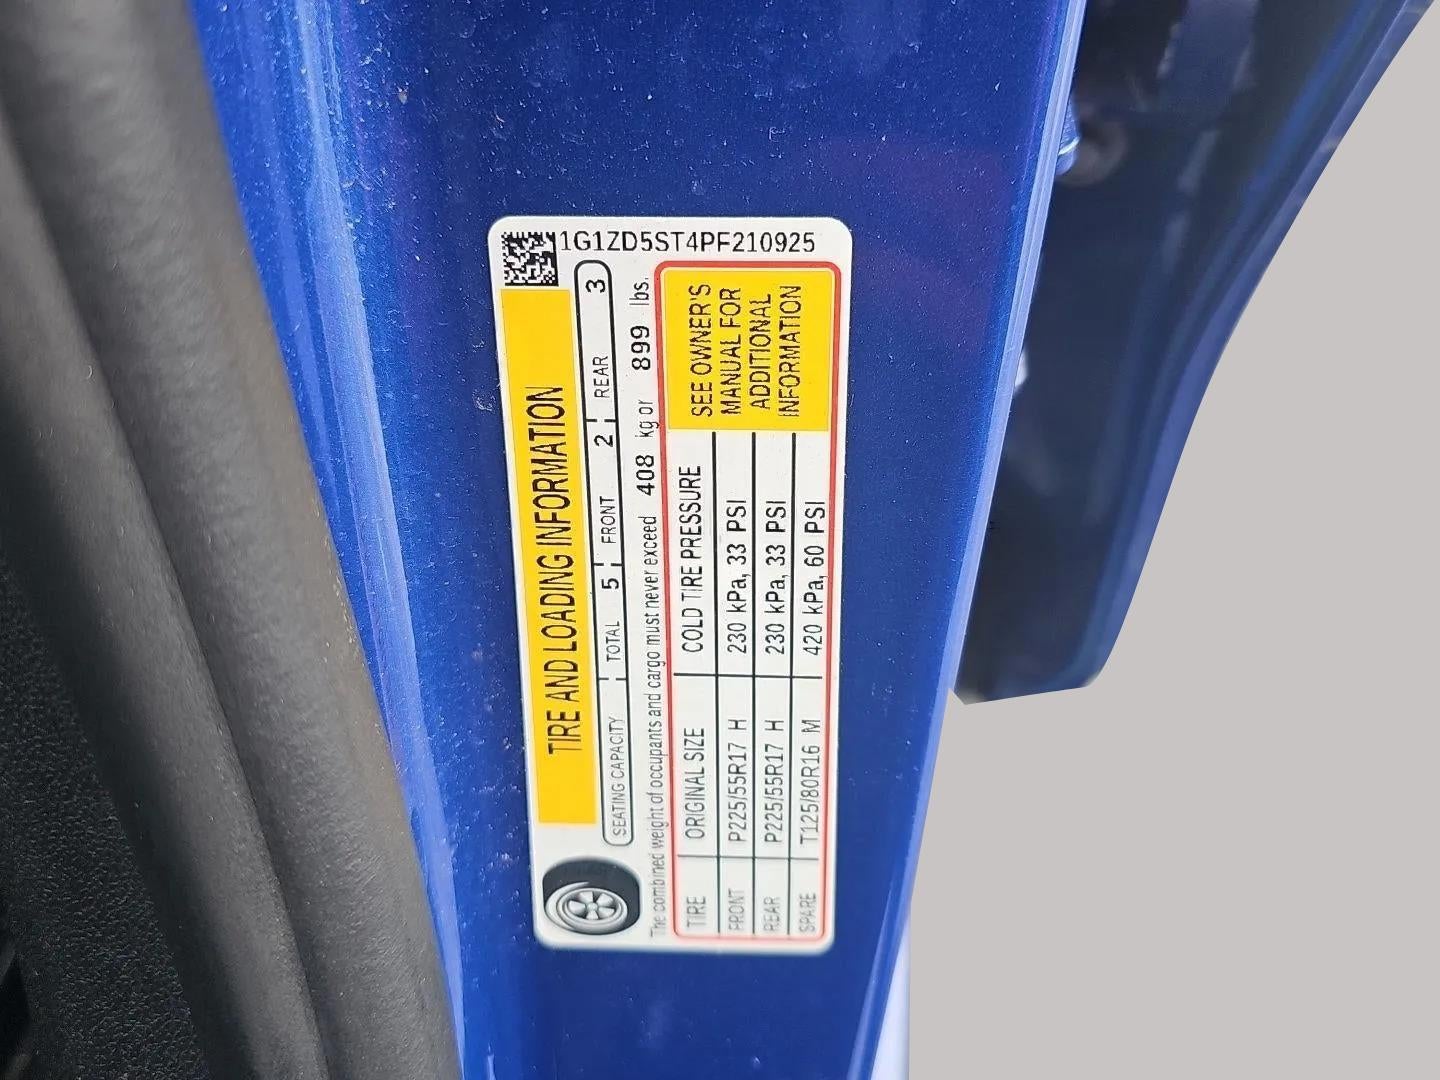 1G1ZD5ST4PF210925
TIRE AND LOADING INFORMATION
SEATING CAPACITY TOTAL 5 FRONT 2 REAR 3
The combined weight of occupants and cargo must never exceed 408 kg or 899 lbs.
TIRE ORIGINAL SIZE COLD TIRE PRESSURE
FRONT P225/55R17 H 230 kPa, 33 PSI
REAR P225/55R17 H 230 kPa, 33 PSI
SPARE T125/80R16 M 420 kPa, 60 PSI
SEE OWNER'S
MANUAL FOR
ADDITIONAL
INFORMATION